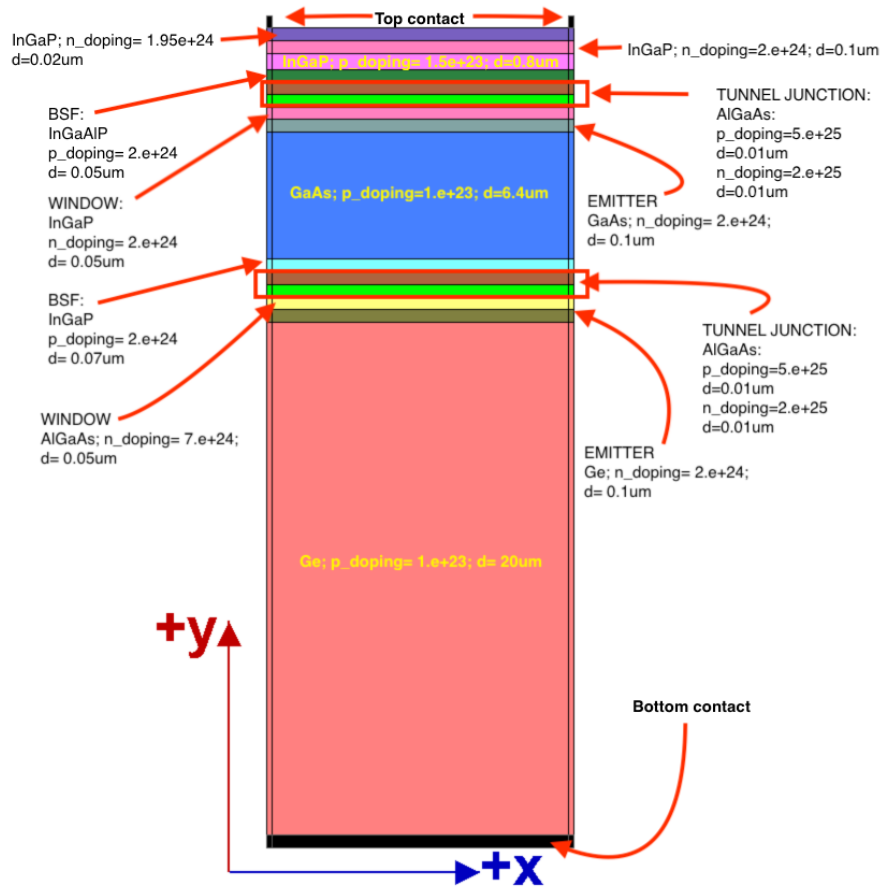 Top contact
InGaP; n_doping= 1.95e+24
d=0.02um
InGaP; n_doping=2.e+24; d=0.1um
InGaP; p_doping= 1.5e+23; d=0.8um
TUNNEL JUNCTION:
AlGaAs:
p_doping=5.e+25
d=0.01um
n_doping=2.e+25
d=0.01um
BSF:
InGaAlP
p_doping= 2.e+24
d= 0.05um
GaAs; p_doping=1.e+23; d=6.4um
EMITTER
GaAs; n_doping= 2.e+24;
d= 0.1um
WINDOW:
InGaP
n_doping= 2.e+24
d= 0.05um
BSF:
InGaP
p_doping= 2.e+24
d= 0.07um
TUNNEL JUNCTION:
AlGaAs:
p_doping=5.e+25
d=0.01um
n_doping=2.e+25
d=0.01um
WINDOW
AlGaAs; n_doping= 7.e+24;
d= 0.05um
EMITTER
Ge; n_doping= 2.e+24;
d= 0.1um
Ge; p_doping= 1.e+23; d= 20um
+y
Bottom contact
+x